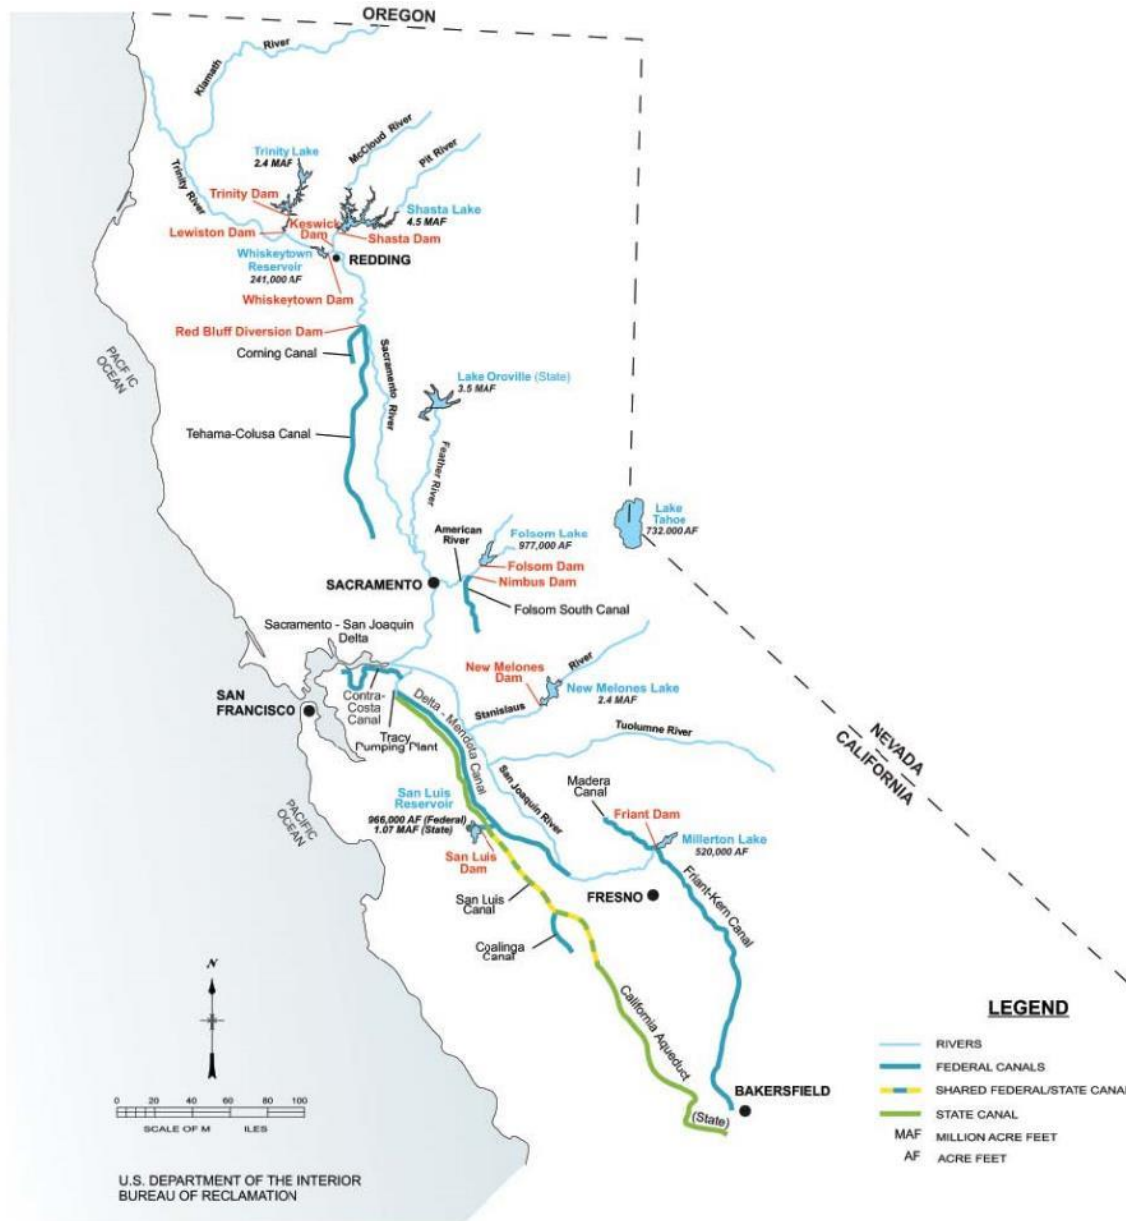 OREGON
Klamath
River
McCloud River
Pit River
Trinity Lake
2.4 MAF
Trinity River
Trinity Dam
Shasta Lake
4.5 MAF
Keswick
Dam
Lewiston Dam
Shasta Dam
Whiskeytown
Reservoir
241,000 AF
REDDING
Whiskeytown Dam
Red Bluff Diversion Dam
Corning Canal
Sacramento River
PACF IC
OCEAN
Lake Oroville (State)
3.5 MAF
Tehama-Colusa Canal
Feather River
Lake
Tahoe
732.000 AF
American
River
Folsom Lake
977,000 AF
Folsom Dam
Nimbus Dam
SACRAMENTO
Folsom South Canal
Sacramento - San Joaquin
Delta
New Melones
Dam
Stanislaus
River
New Melones Lake
2.4 MAF
SAN
FRANCISCO
Contra-
Costa
Canal
Tracy
Pumping Plant
Delta - Mendota Canal
Tuolumne River
NEVADA
CALIFORNIA
San Joaquin River
Madera
Canal
PACIFIC
OCEAN
San Luis
Reservoir
966,000 AF (Federal)
1.07 MAF (State)
Friant Dam
Millerton Lake
520,000 AF
San Luis
Dam
San Luis
Canal
FRESNO
Friant-Kern Canal
Coalinga
Canal
N
California Aqueduct
(State)
BAKERSFIELD
LEGEND
RIVERS
FEDERAL CANALS
SHARED FEDERAL/STATE CANAL
STATE CANAL
MAF MILLION ACRE FEET
AF ACRE FEET
0 20 40 60 80 100
SCALE OF M ILES
U.S. DEPARTMENT OF THE INTERIOR
BUREAU OF RECLAMATION